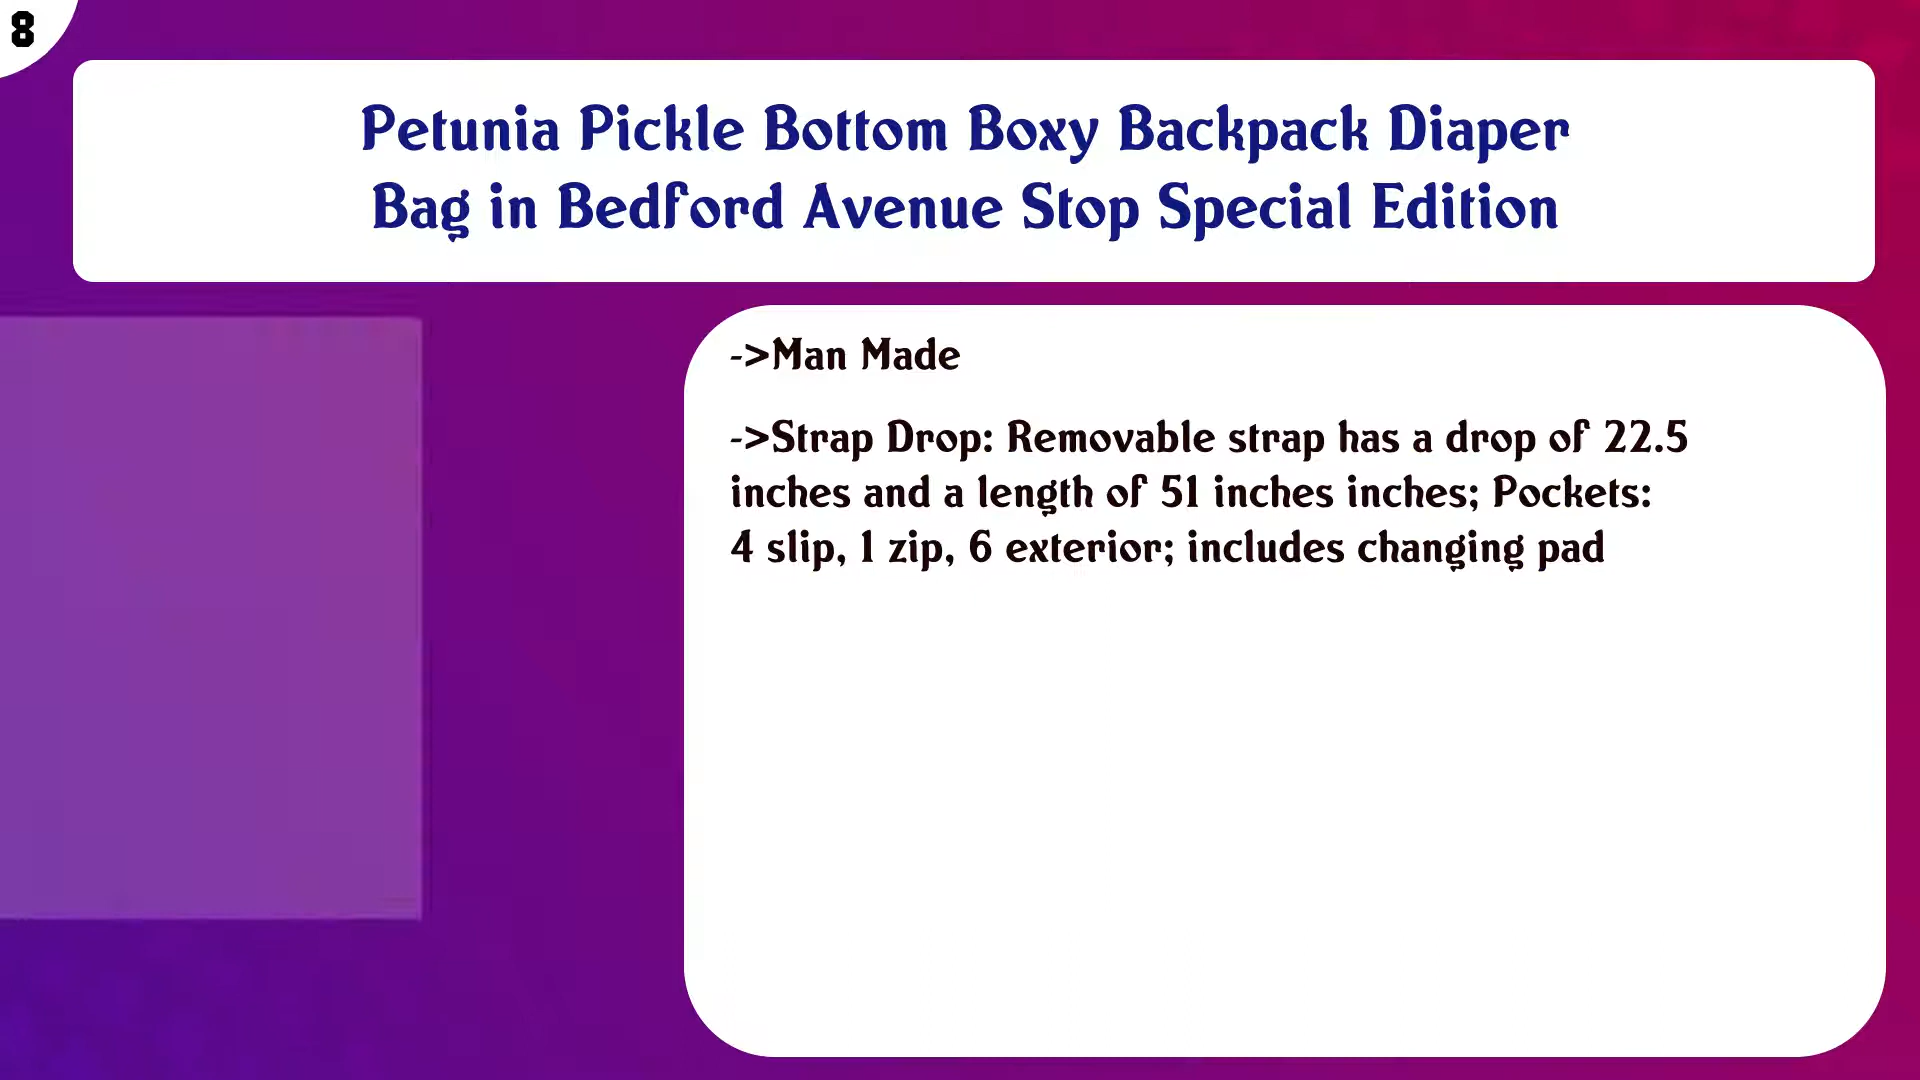 8
Petunia Pickle Bottom Boxy Backpack Diaper
Bag in Bedford Avenue Stop Special Edition
->Man Made
->Strap Drop: Removable strap has a drop of 22.5
inches and a length of 51 inches inches; Pockets:
4 slip, 1 zip, 6 exterior; includes changing pad